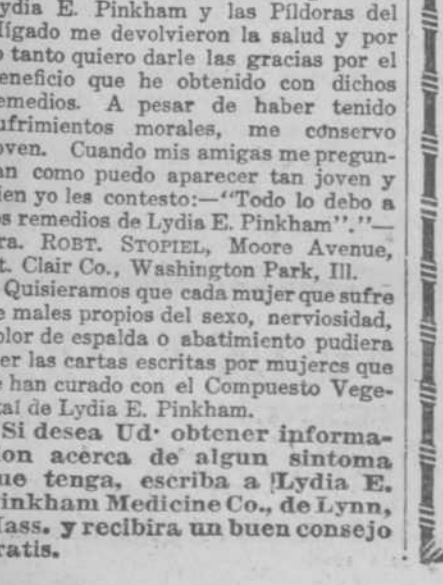 ydia E. Pinkham y las Píldoras del
ígado me devolvieron la salud y por
o tanto quiero darle las gracias por el
eneficio que he obtenido con dichos
emedios. A pesar de haber tenido
ufrimientos morales, me conservo
oven. Cuando mis amigas me pregun-
an como puedo aparecer tan joven y
ien yo les contesto:—"Todo lo debo a
os remedios de Lydia E. Pinkham"."—
ra. ROBT. STOPIEL, Moore Avenue,
t. Clair Co., Washington Park, Ill.
Quisieramos que cada mujer que sufre
e males propios del sexo, nerviosidad,
olor de espalda o abatimiento pudiera
er las cartas escritas por mujeres que
e han curado con el Compuesto Vege-
tal de Lydia E. Pinkham.
Si desea Ud· obtener informa-
ion acerca de algun sintoma
ue tenga, escriba a Lydia E.
inkham Medicine Co., de Lynn,
Mass. y recibira un buen consejo
ratis.